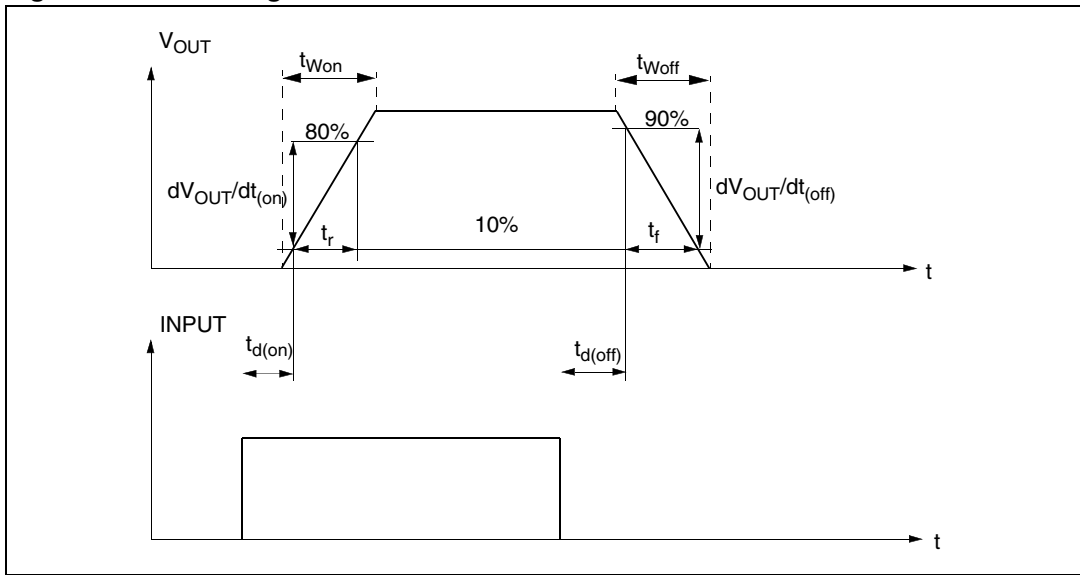 V_OUT
t_Won
t_Woff
80%
90%
dV_OUT/dt_(on)
dV_OUT/dt_(off)
t_r
10%
t_f
t
INPUT
t_d(on)
t_d(off)
t